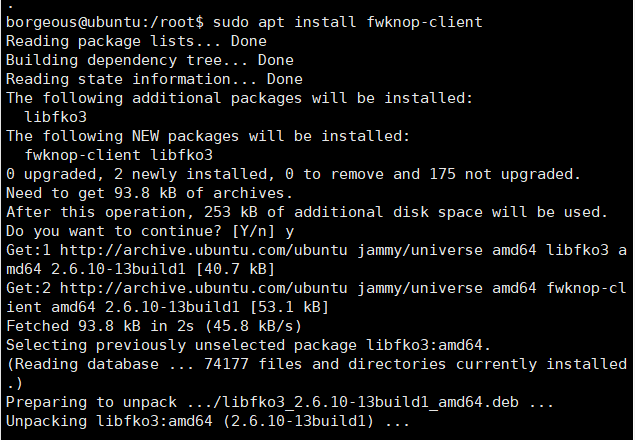 .
borgeous@ubuntu:/root$ sudo apt install fwknop-client
Reading package lists... Done
Building dependency tree... Done
Reading state information... Done
The following additional packages will be installed:
  libfko3
The following NEW packages will be installed:
  fwknop-client libfko3
0 upgraded, 2 newly installed, 0 to remove and 175 not upgraded.
Need to get 93.8 kB of archives.
After this operation, 253 kB of additional disk space will be used.
Do you want to continue? [Y/n] y
Get:1 http://archive.ubuntu.com/ubuntu jammy/universe amd64 libfko3 a
md64 2.6.10-13build1 [40.7 kB]
Get:2 http://archive.ubuntu.com/ubuntu jammy/universe amd64 fwknop-cl
ient amd64 2.6.10-13build1 [53.1 kB]
Fetched 93.8 kB in 2s (45.8 kB/s)
Selecting previously unselected package libfko3:amd64.
(Reading database ... 74177 files and directories currently installed
.)
Preparing to unpack .../libfko3_2.6.10-13build1_amd64.deb ...
Unpacking libfko3:amd64 (2.6.10-13build1) ...